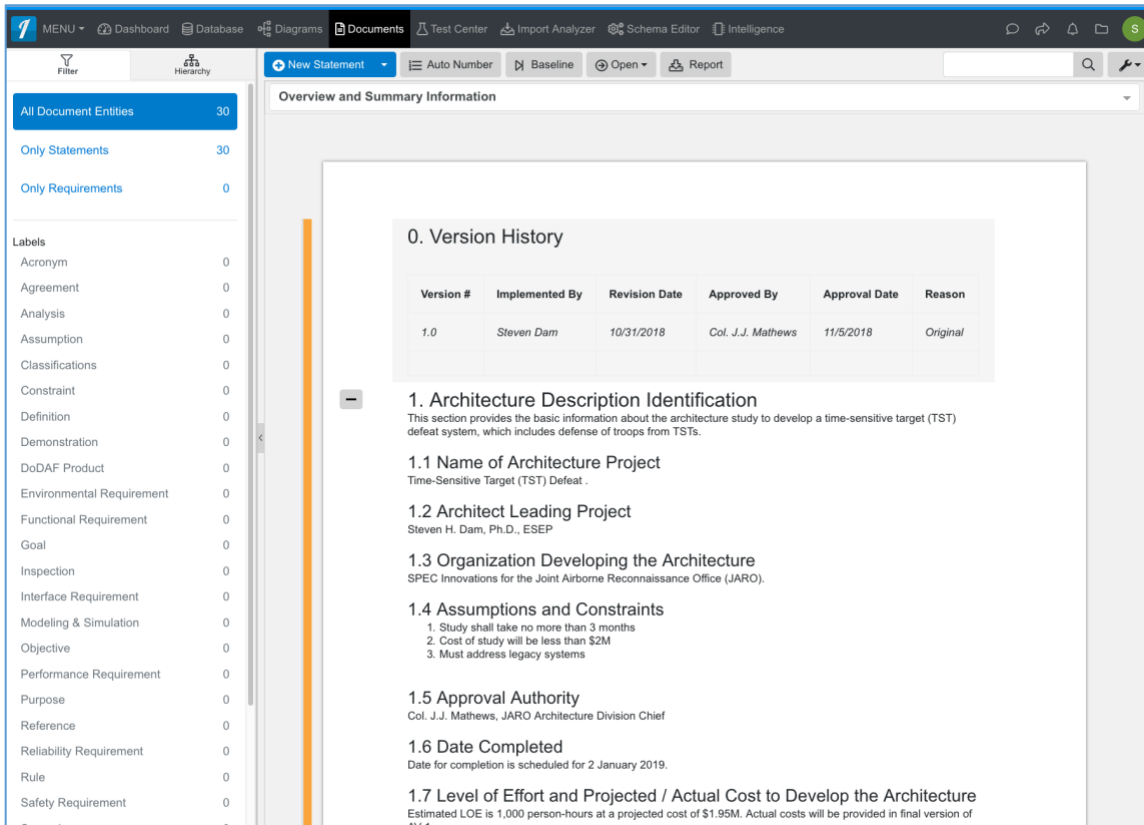 MENU Dashboard Database Diagrams Documents Test Center Import Analyzer Schema Editor Intelligence S
Filter Hierarchy
New Statement Auto Number Baseline Open Report
Overview and Summary Information
All Document Entities 30
Only Statements 30
Only Requirements 0
Labels
Acronym 0
Agreement 0
Analysis 0
Assumption 0
Classifications 0
Constraint 0
Definition 0
Demonstration 0
DoDAF Product 0
Environmental Requirement 0
Functional Requirement 0
Goal 0
Inspection 0
Interface Requirement 0
Modeling & Simulation 0
Objective 0
Performance Requirement 0
Purpose 0
Reference 0
Reliability Requirement 0
Rule 0
Safety Requirement 0
0. Version History
Version # Implemented By Revision Date Approved By Approval Date Reason
1.0 Steven Dam 10/31/2018 Col. J.J. Mathews 11/5/2018 Original
1. Architecture Description Identification
This section provides the basic information about the architecture study to develop a time-sensitive target (TST)
defeat system, which includes defense of troops from TSTs.
1.1 Name of Architecture Project
Time-Sensitive Target (TST) Defeat .
1.2 Architect Leading Project
Steven H. Dam, Ph.D., ESEP
1.3 Organization Developing the Architecture
SPEC Innovations for the Joint Airborne Reconnaissance Office (JARO).
1.4 Assumptions and Constraints
1. Study shall take no more than 3 months
2. Cost of study will be less than $2M
3. Must address legacy systems
1.5 Approval Authority
Col. J.J. Mathews, JARO Architecture Division Chief
1.6 Date Completed
Date for completion is scheduled for 2 January 2019.
1.7 Level of Effort and Projected / Actual Cost to Develop the Architecture
Estimated LOE is 1,000 person-hours at a projected cost of $1.95M. Actual costs will be provided in final version of